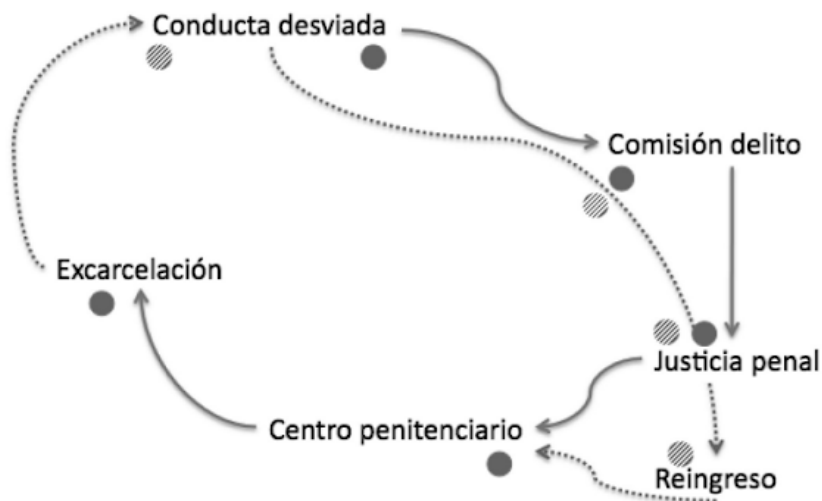 Conducta desviada
Comisión delito
Excarcelación
Justicia penal
Centro penitenciario
Reingreso